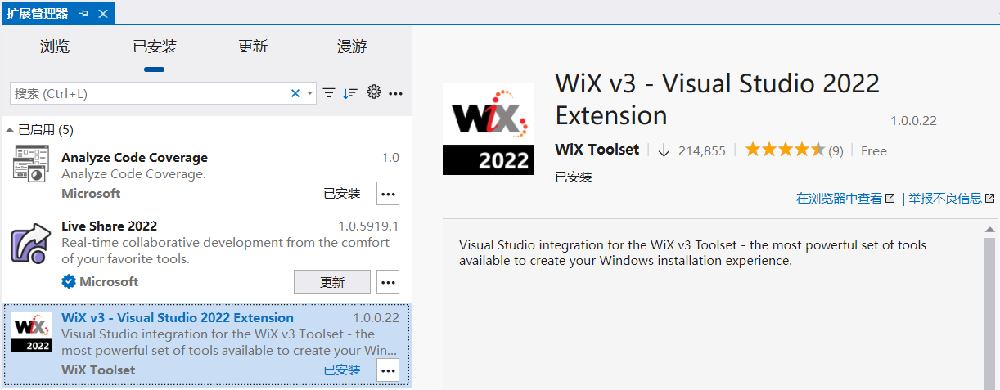 扩展管理器
浏览 已安装 更新 漫游
搜索 (Ctrl+L)
已启用 (5)
Analyze Code Coverage 1.0
Analyze Code Coverage.
Microsoft 已安装
Live Share 2022 1.0.5919.1
Real-time collaborative development from the comfort
of your favorite tools.
Microsoft 更新
WiX 2022
WiX v3 - Visual Studio 2022 Extension 1.0.0.22
Visual Studio integration for the WiX v3 Toolset - the
most powerful set of tools available to create your Win...
WiX Toolset 已安装
WiX
2022
WiX v3 - Visual Studio 2022
Extension 1.0.0.22
WiX Toolset 214,855 (9) Free
已安装
在浏览器中查看 | 举报不良信息
Visual Studio integration for the WiX v3 Toolset - the most powerful set of tools
available to create your Windows installation experience.